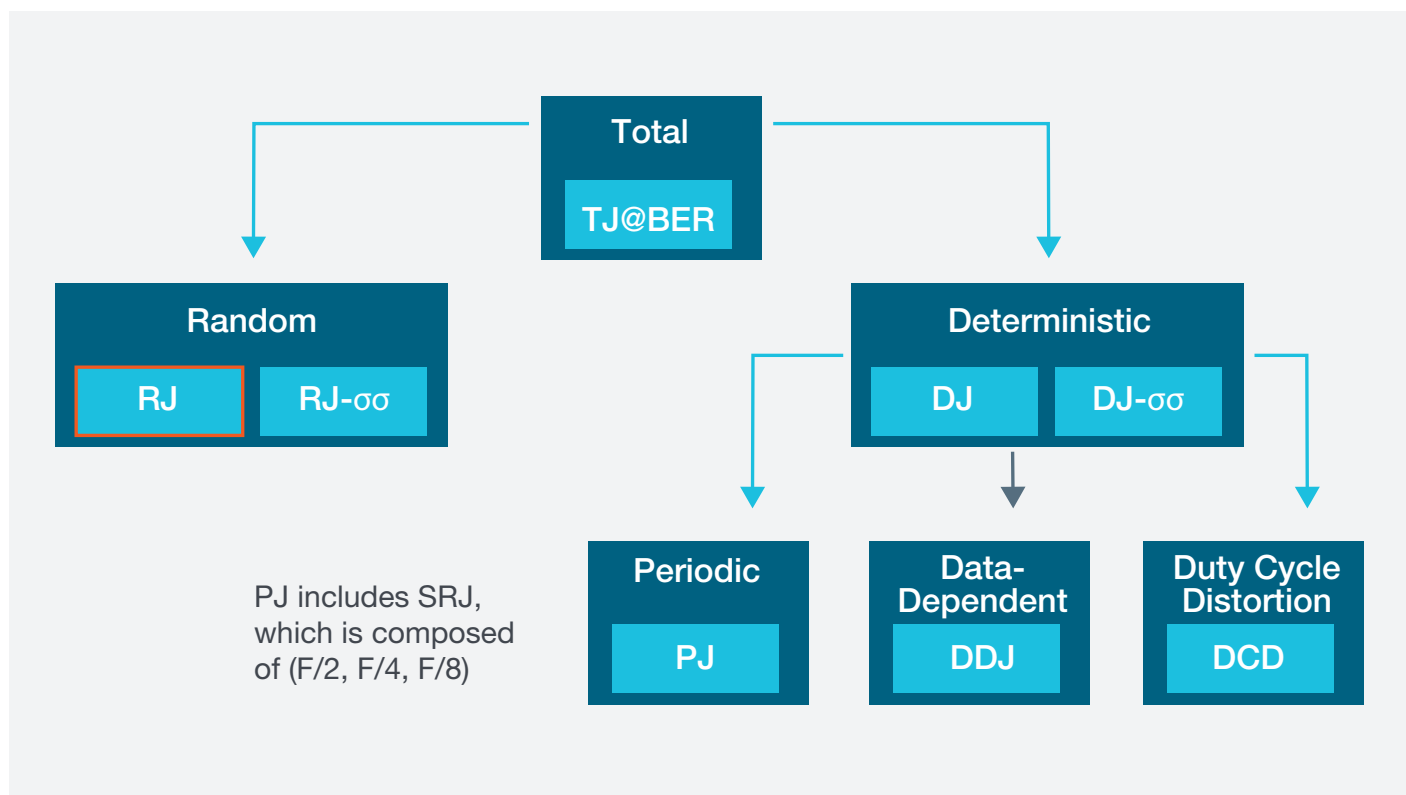 Total
TJ@BER
Random
RJ
RJ-σσ
Deterministic
DJ
DJ-σσ
PJ includes SRJ,
which is composed
of (F/2, F/4, F/8)
Periodic
PJ
Data-
Dependent
DDJ
Duty Cycle
Distortion
DCD